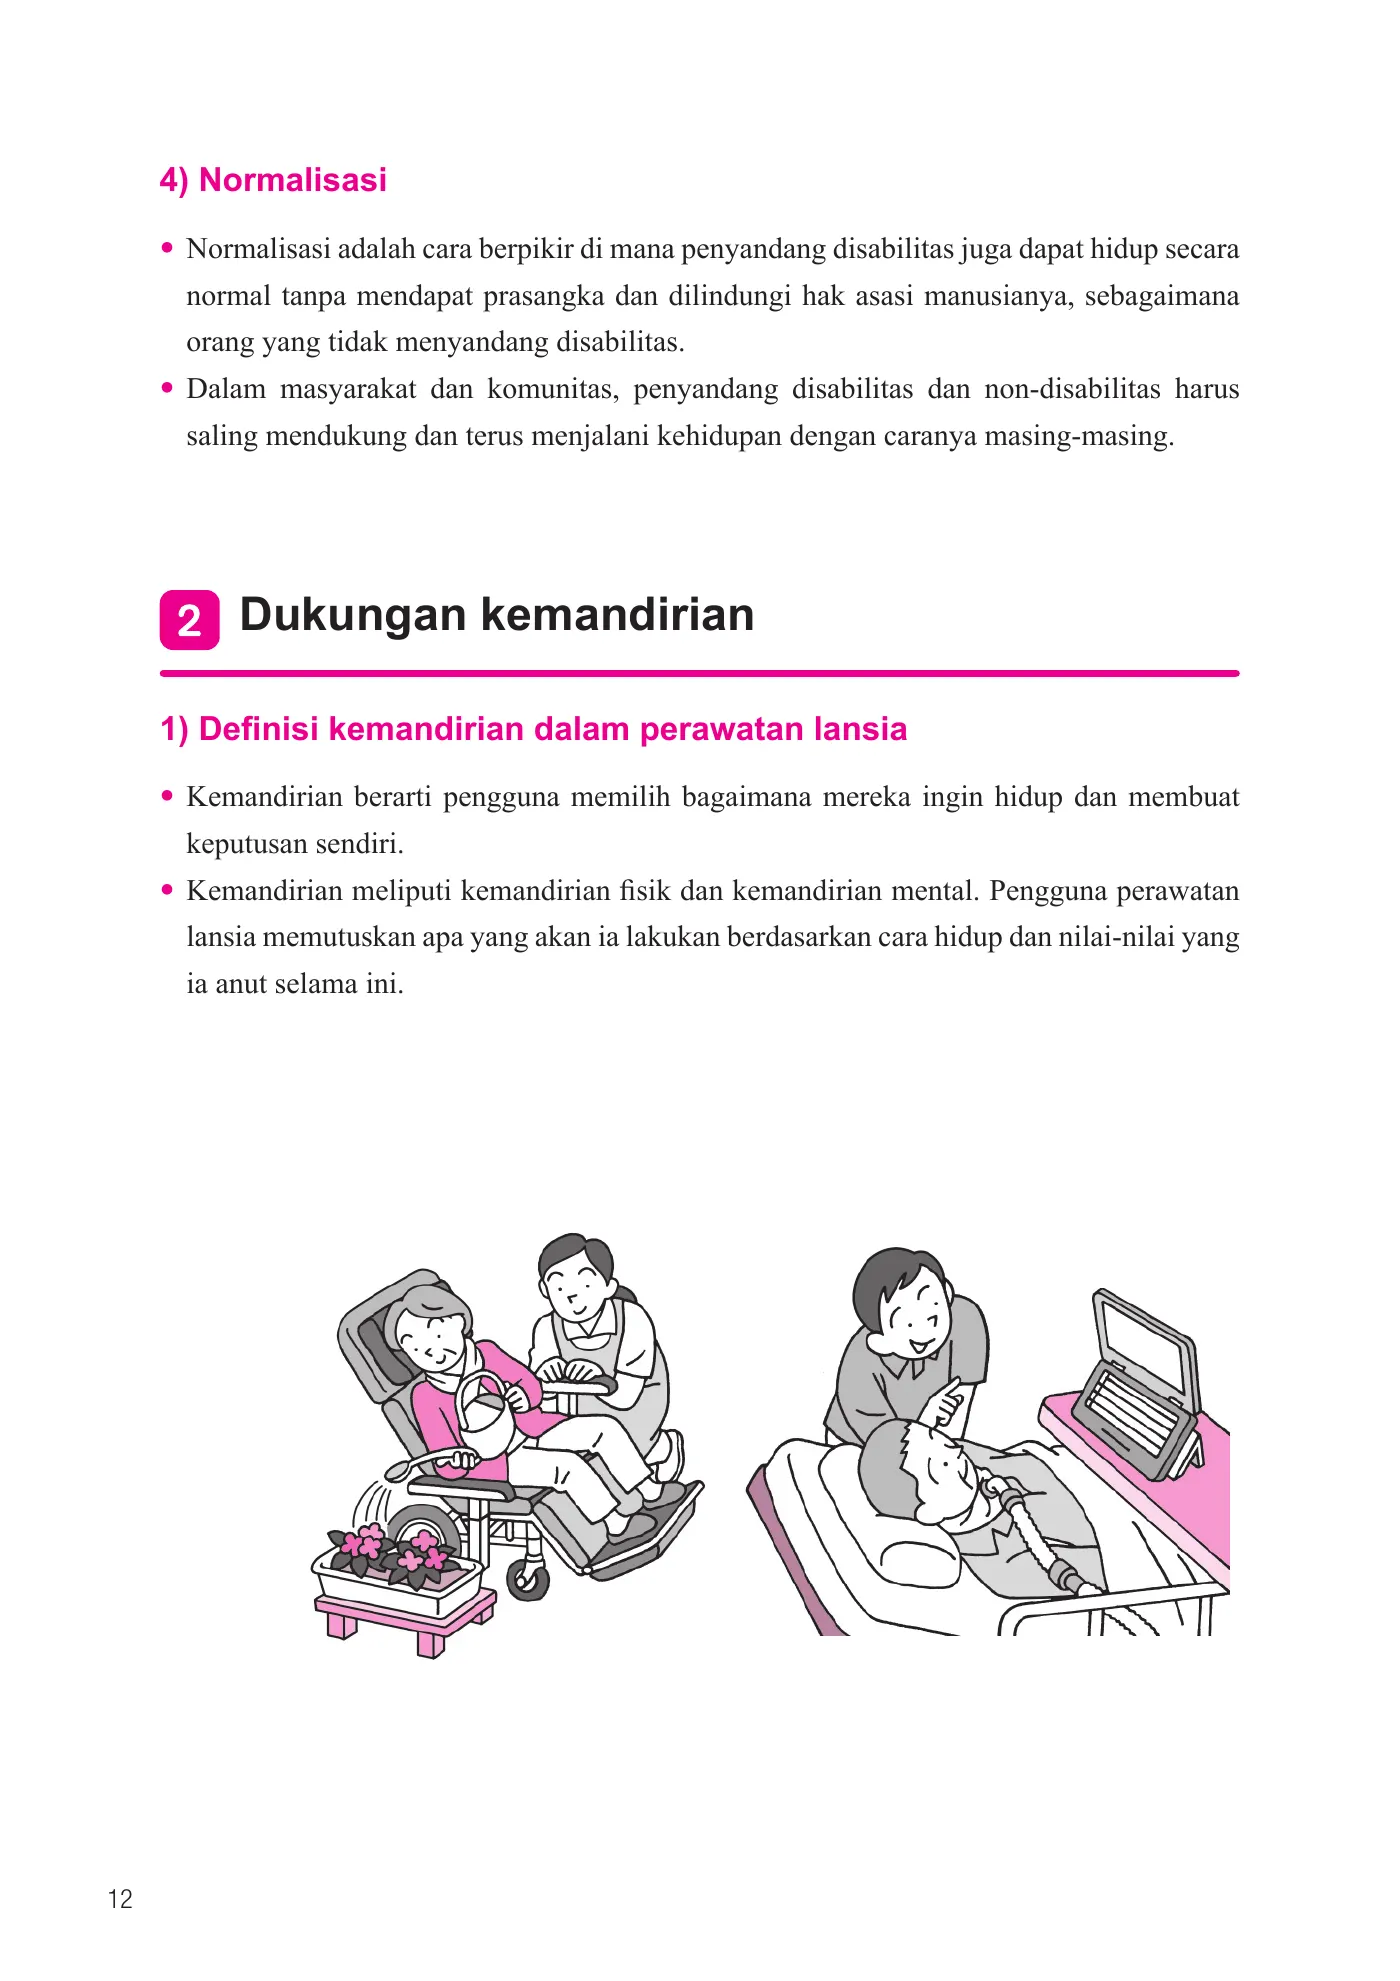 4) Normalisasi
• Normalisasi adalah cara berpikir di mana penyandang disabilitas juga dapat hidup secara
normal tanpa mendapat prasangka dan dilindungi hak asasi manusianya, sebagaimana
orang yang tidak menyandang disabilitas.
• Dalam masyarakat dan komunitas, penyandang disabilitas dan non-disabilitas harus
saling mendukung dan terus menjalani kehidupan dengan caranya masing-masing.
2 Dukungan kemandirian
1) Definisi kemandirian dalam perawatan lansia
• Kemandirian berarti pengguna memilih bagaimana mereka ingin hidup dan membuat
keputusan sendiri.
• Kemandirian meliputi kemandirian fisik dan kemandirian mental. Pengguna perawatan
lansia memutuskan apa yang akan ia lakukan berdasarkan cara hidup dan nilai-nilai yang
ia anut selama ini.
12